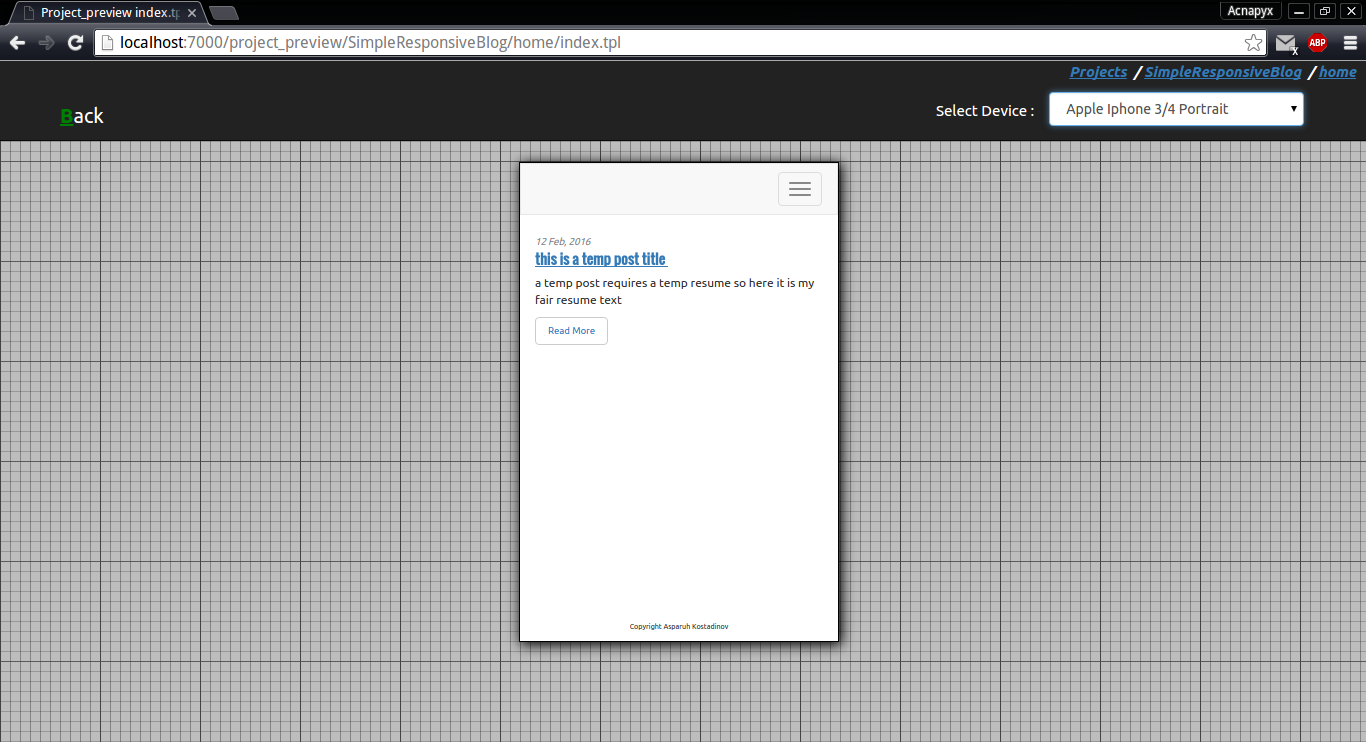 Project_preview index.tp
Acnapyx
localhost:7000/project_preview/SimpleResponsiveBlog/home/index.tpl
ABP
x
Projects / SimpleResponsiveBlog / home
Back
Select Device :
Apple Iphone 3/4 Portrait
12 Feb, 2016
this is a temp post title
a temp post requires a temp resume so here it is my
fair resume text
Read More
Copyright Asparuh Kostadinov